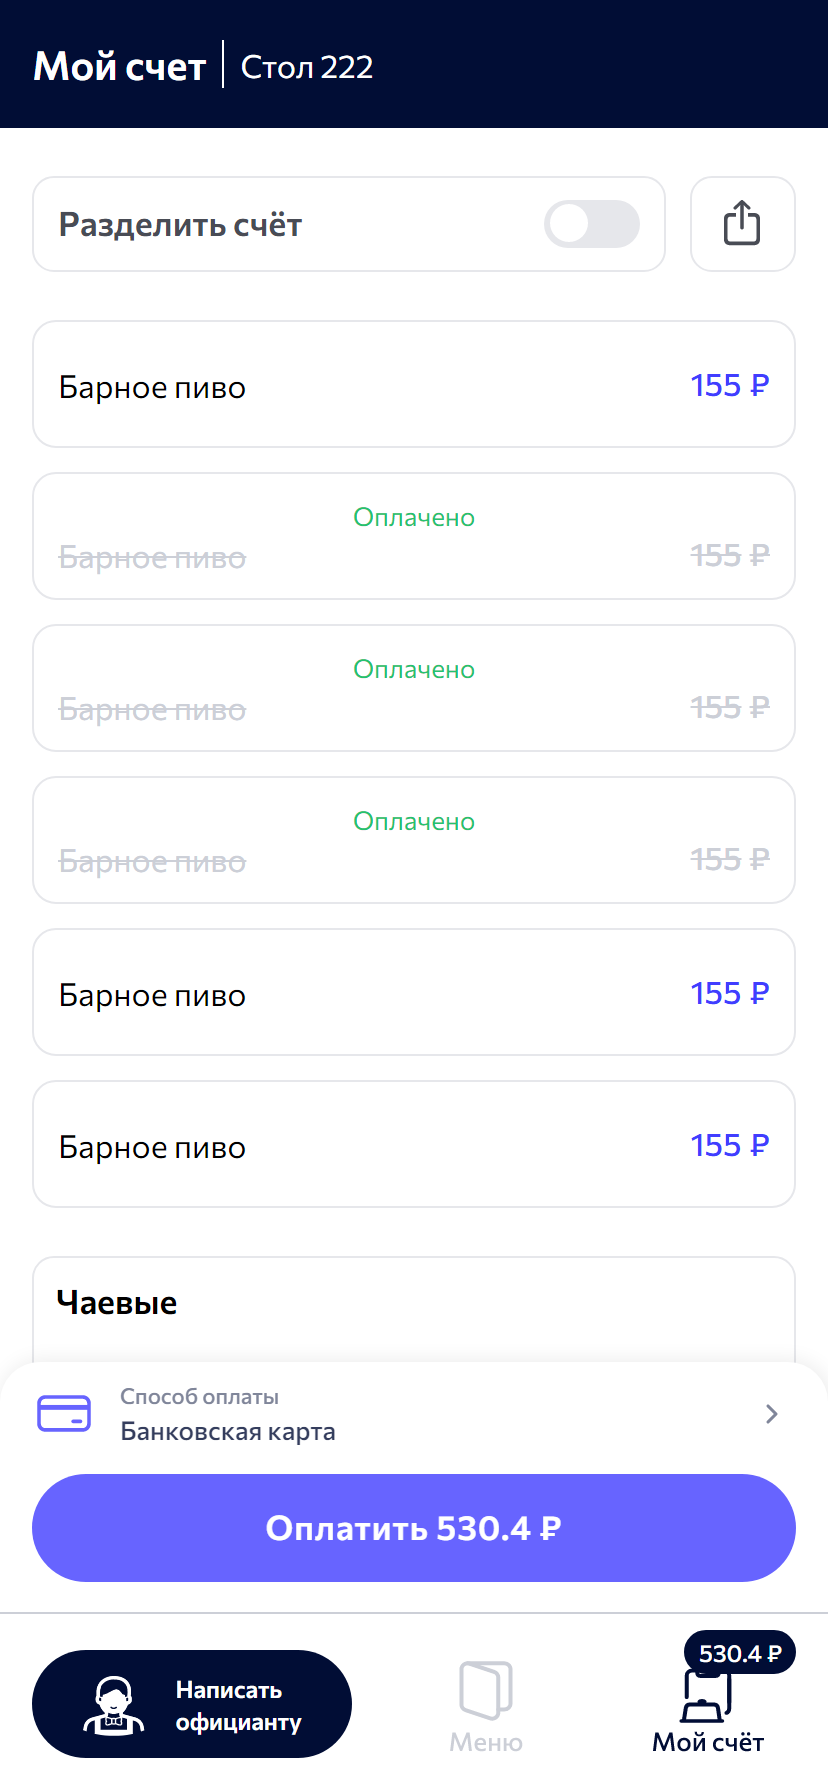 Мой счет | Стол 222
Разделить счёт
Барное пиво 155 ₽
Оплачено
Барное пиво 155 ₽
Оплачено
Барное пиво 155 ₽
Оплачено
Барное пиво 155 ₽
Барное пиво 155 ₽
Барное пиво 155 ₽
Чаевые
Способ оплаты
Банковская карта
Оплатить 530.4 ₽
Написать
официанту
Меню
530.4 ₽
Мой счёт